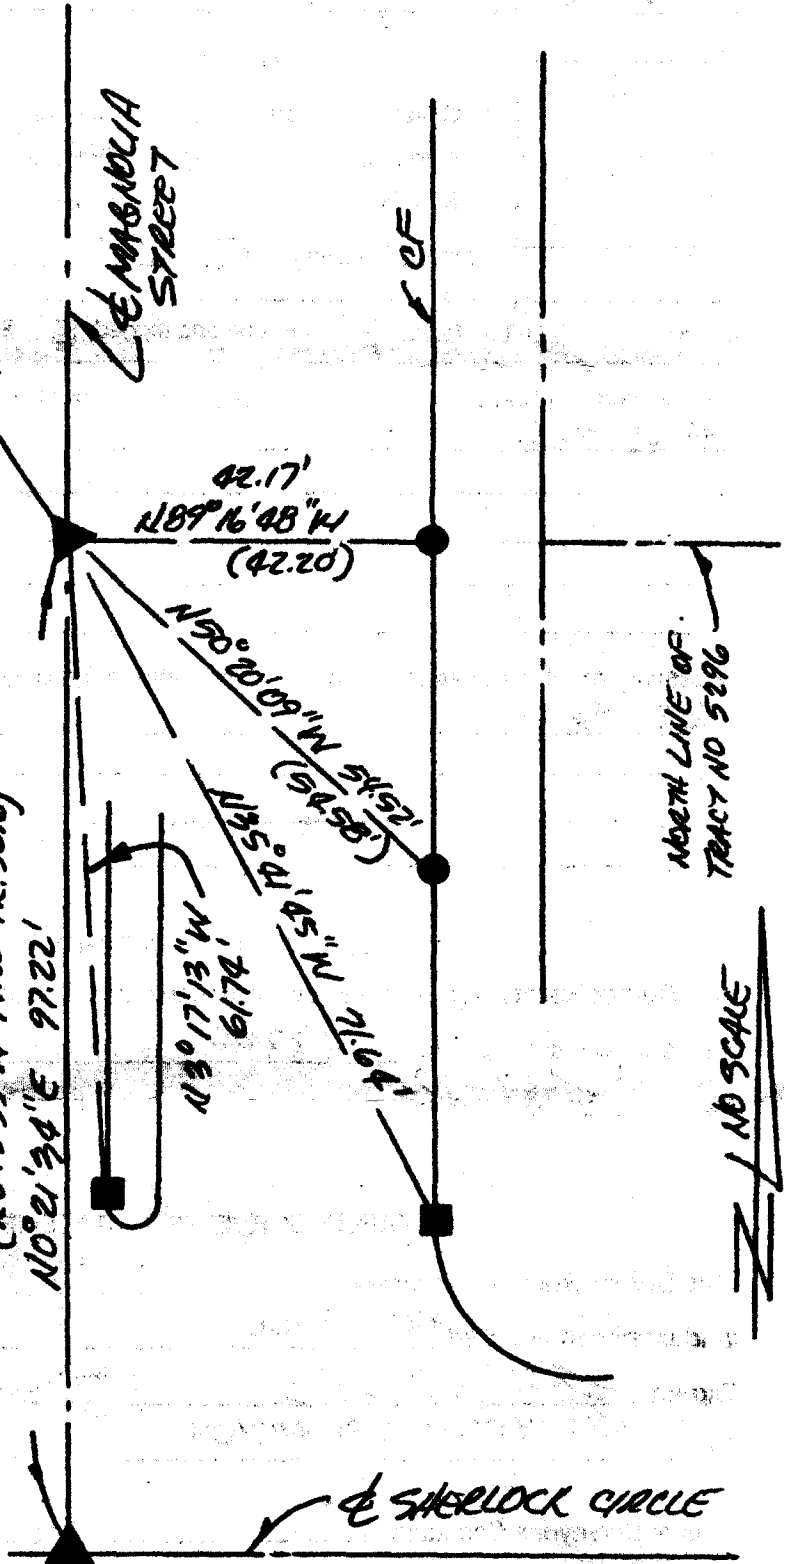 ℄ MAGNOLIA
STREET
CF
42.17'
N89°16'48"W
(42.20)
N50°20'09"W 54.52'
(54.58')
N35°41'45"W 71.64'
N3°17'13"W
61.74'
N0°21'34"E 97.22'
NORTH LINE OF
TRACT NO 5296
NO SCALE
℄ SHERLOCK CIRCLE